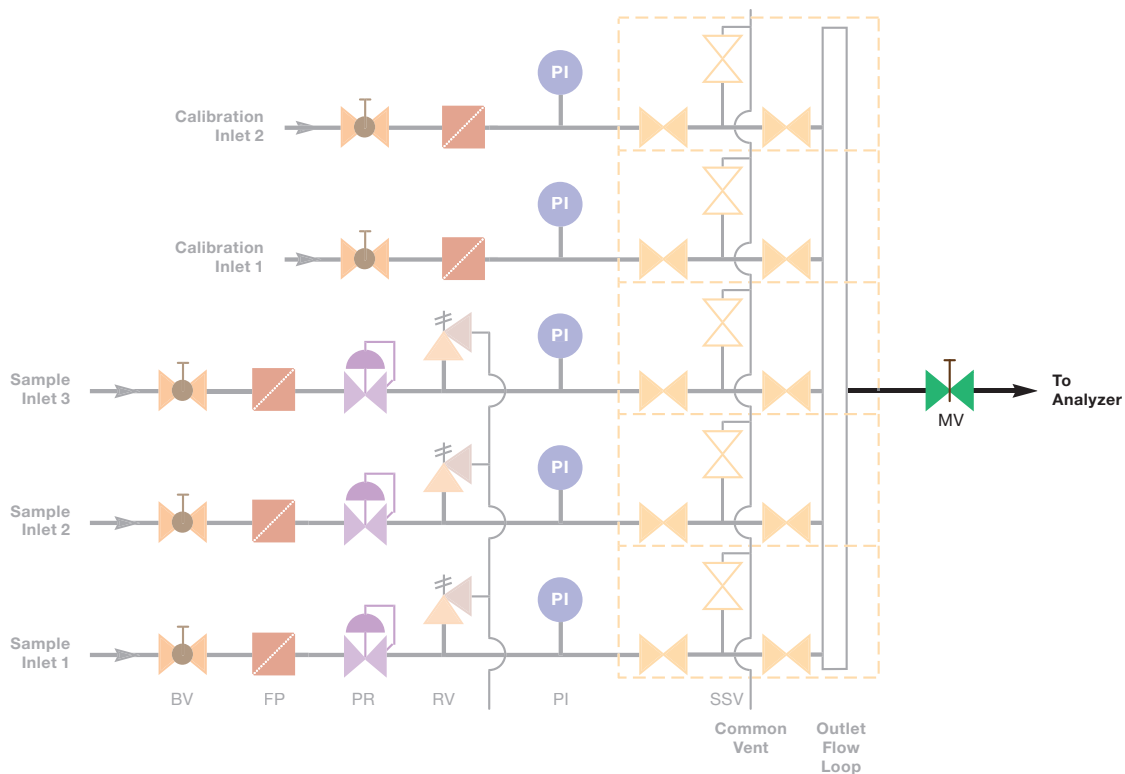 PI
Calibration
Inlet 2
PI
Calibration
Inlet 1
PI
Sample
Inlet 3
To
Analyzer
MV
PI
Sample
Inlet 2
PI
Sample
Inlet 1
BV FP PR RV PI SSV
Common
Vent
Outlet
Flow
Loop